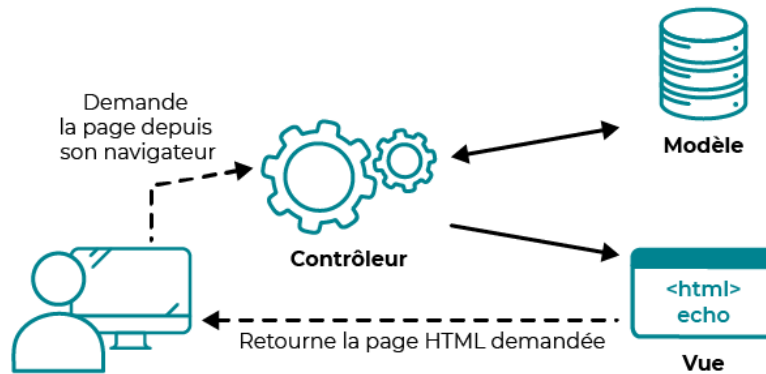 Demande
la page depuis
son navigateur
Modèle
Contrôleur
<html>
echo
Retourne la page HTML demandée
Vue